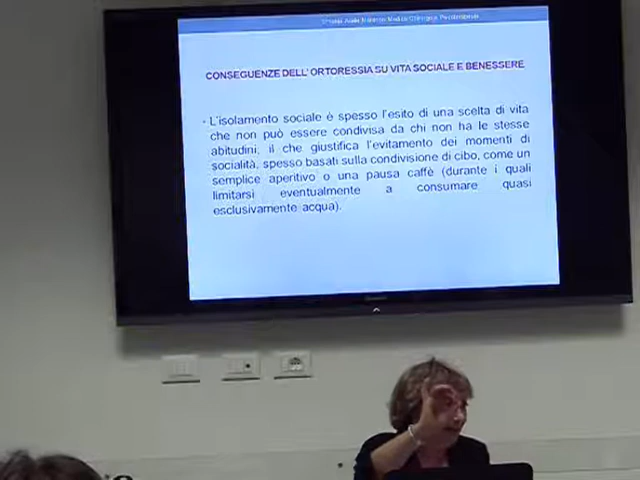 CONSEGUENZE DELL' ORTORESSIA SU VITA SOCIALE E BENESSERE
• L'isolamento sociale è spesso l'esito di una scelta di vita
che non può essere condivisa da chi non ha le stesse
abitudini, il che giustifica l'evitamento dei momenti di
socialità, spesso basati sulla condivisione di cibo, come un
semplice aperitivo o una pausa caffè (durante i quali
limitarsi eventualmente a consumare quasi
esclusivamente acqua).